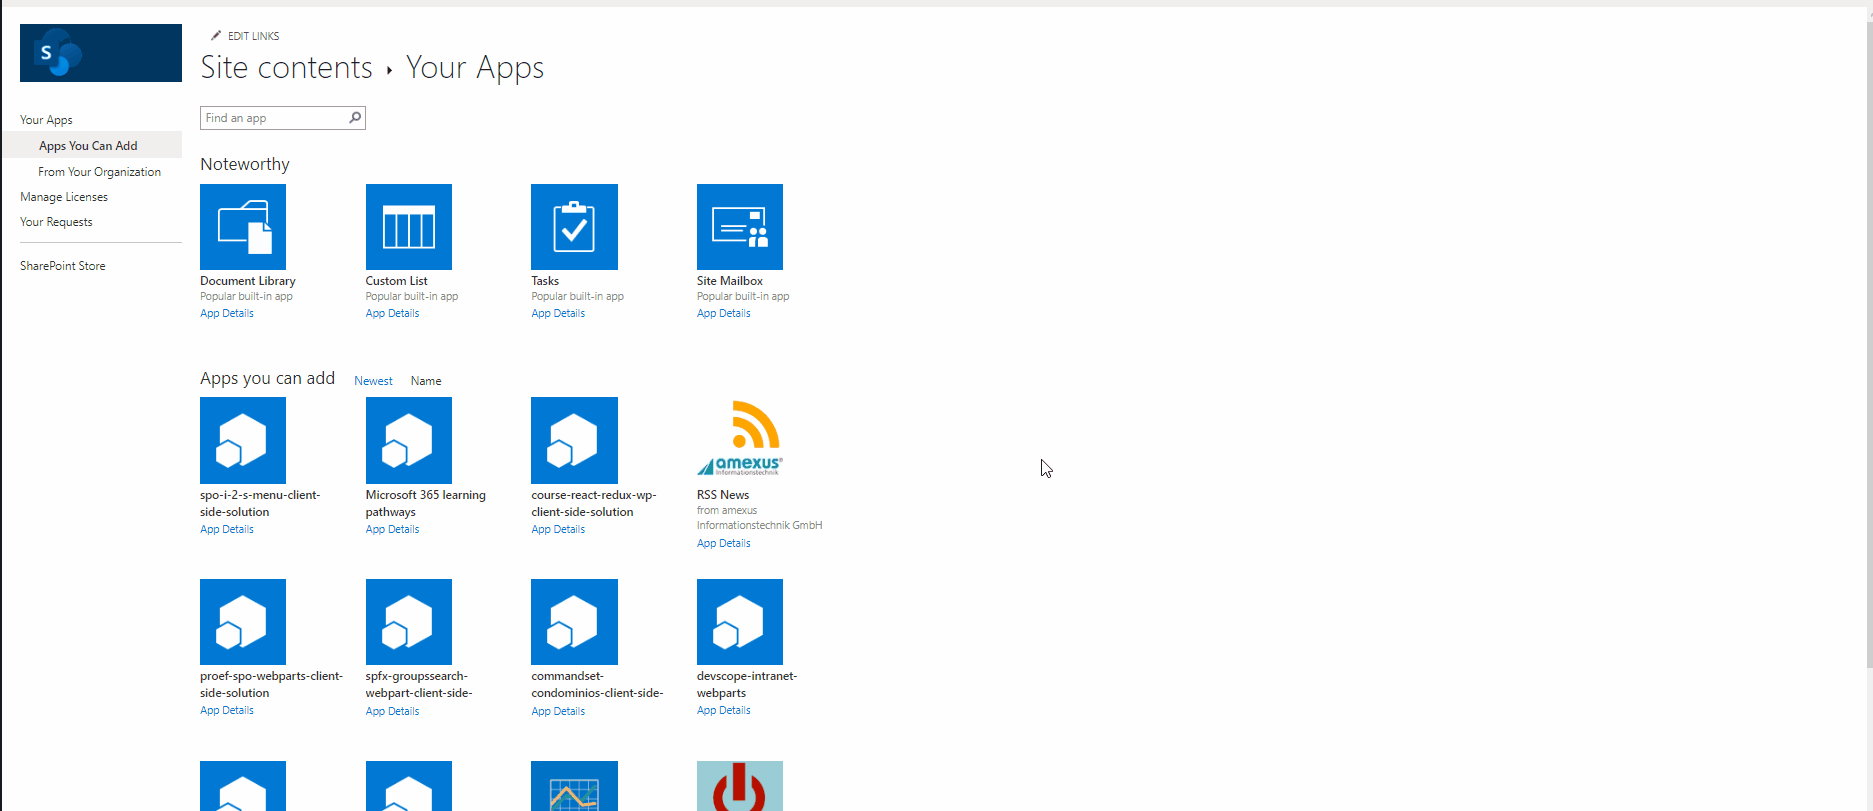 S
EDIT LINKS
Site contents ▸ Your Apps
Your Apps
Apps You Can Add
From Your Organization
Manage Licenses
Your Requests
SharePoint Store
Find an app
Noteworthy
Document Library
Popular built-in app
App Details
Custom List
Popular built-in app
App Details
Tasks
Popular built-in app
App Details
Site Mailbox
Popular built-in app
App Details
Apps you can add
Newest
Name
spo-i-2-s-menu-client-
side-solution
App Details
Microsoft 365 learning
pathways
App Details
course-react-redux-wp-
client-side-solution
App Details
amexus®
Informationstechnik
RSS News
from amexus
Informationstechnik GmbH
App Details
proef-spo-webparts-client-
side-solution
App Details
spfx-groupssearch-
webpart-client-side-
App Details
commandset-
condominios-client-side-
App Details
devscope-intranet-
webparts
App Details